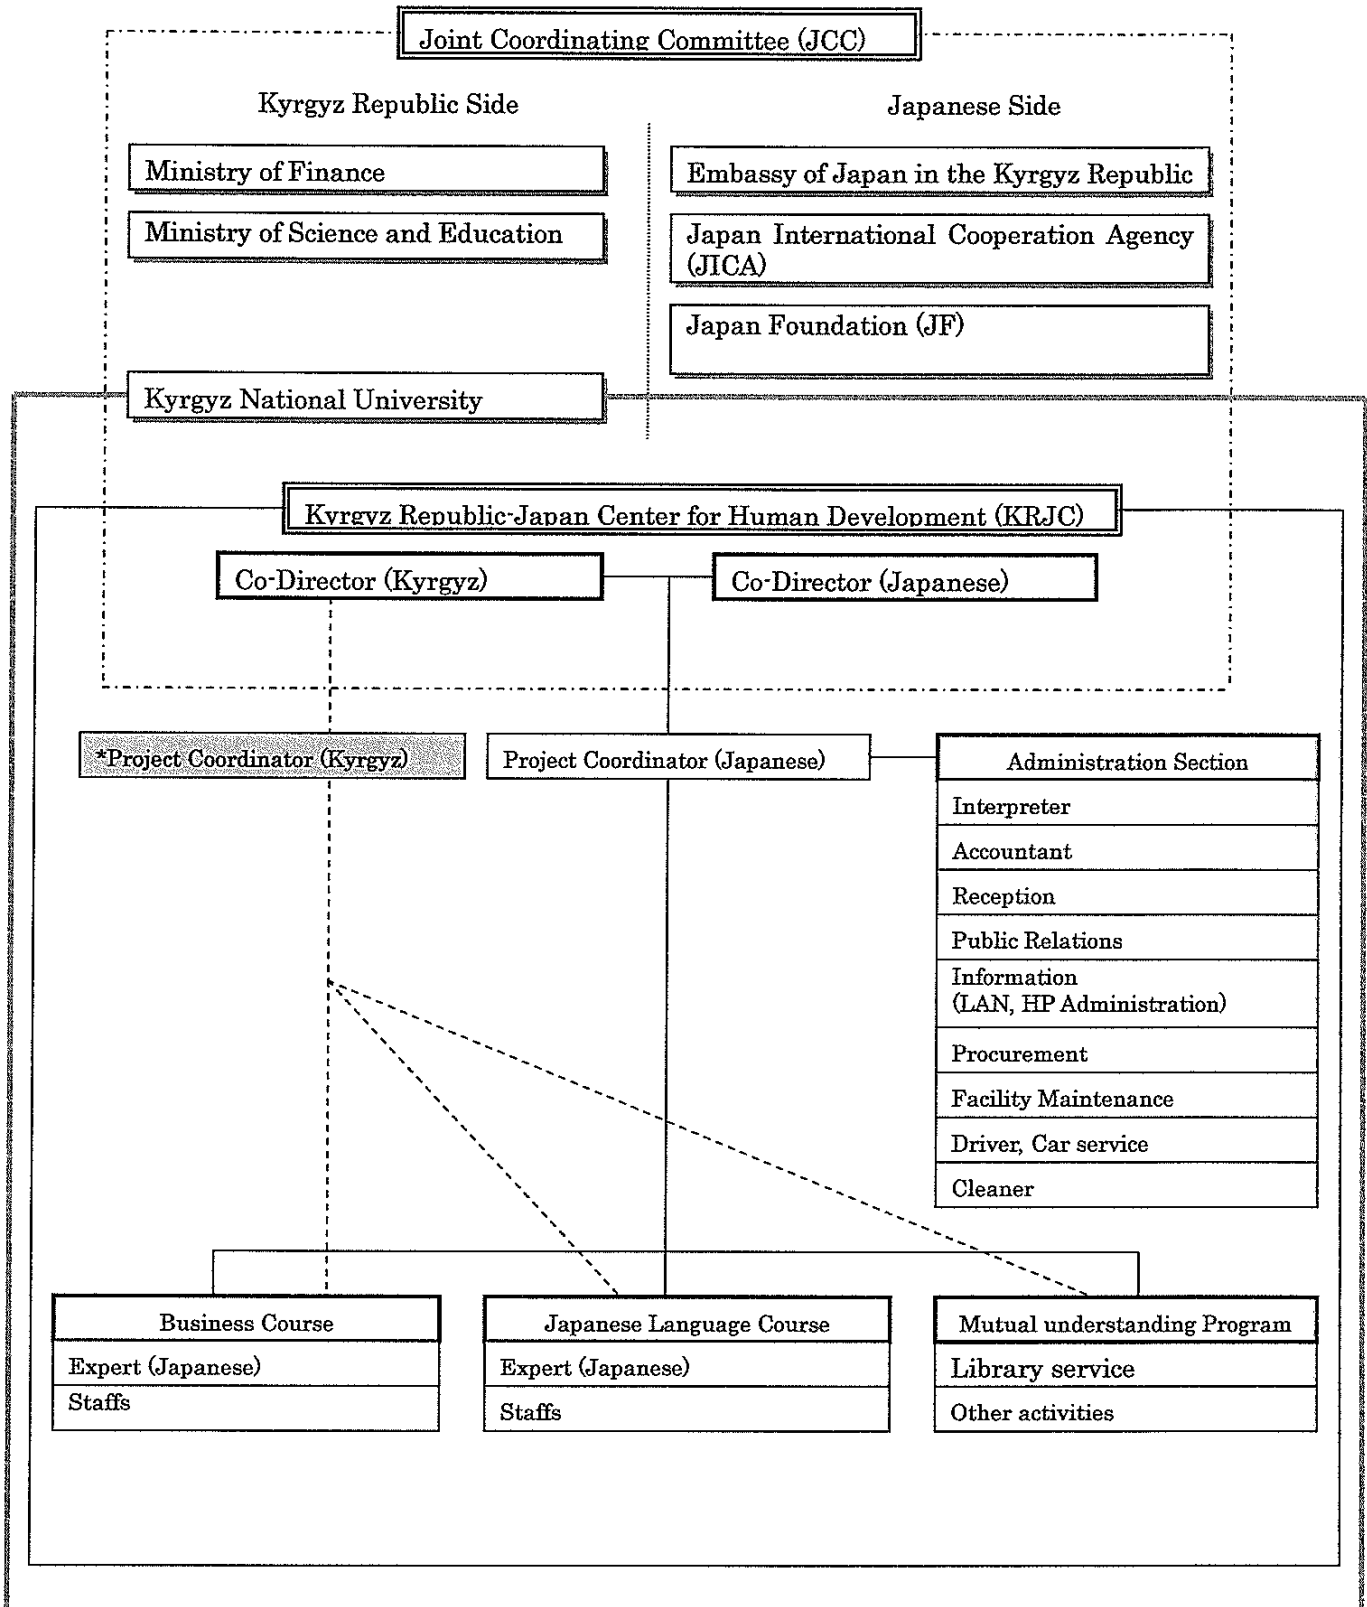 Joint Coordinating Committee (JCC)
Kyrgyz Republic Side
Japanese Side
Ministry of Finance
Ministry of Science and Education
Embassy of Japan in the Kyrgyz Republic
Japan International Cooperation Agency
(JICA)
Japan Foundation (JF)
Kyrgyz National University
Kyrgyz Republic-Japan Center for Human Development (KRJC)
Co-Director (Kyrgyz)
Co-Director (Japanese)
*Project Coordinator (Kyrgyz)
Project Coordinator (Japanese)
Administration Section
Interpreter
Accountant
Reception
Public Relations
Information
(LAN, HP Administration)
Procurement
Facility Maintenance
Driver, Car service
Cleaner
Business Course
Expert (Japanese)
Staffs
Japanese Language Course
Expert (Japanese)
Staffs
Mutual understanding Program
Library service
Other activities